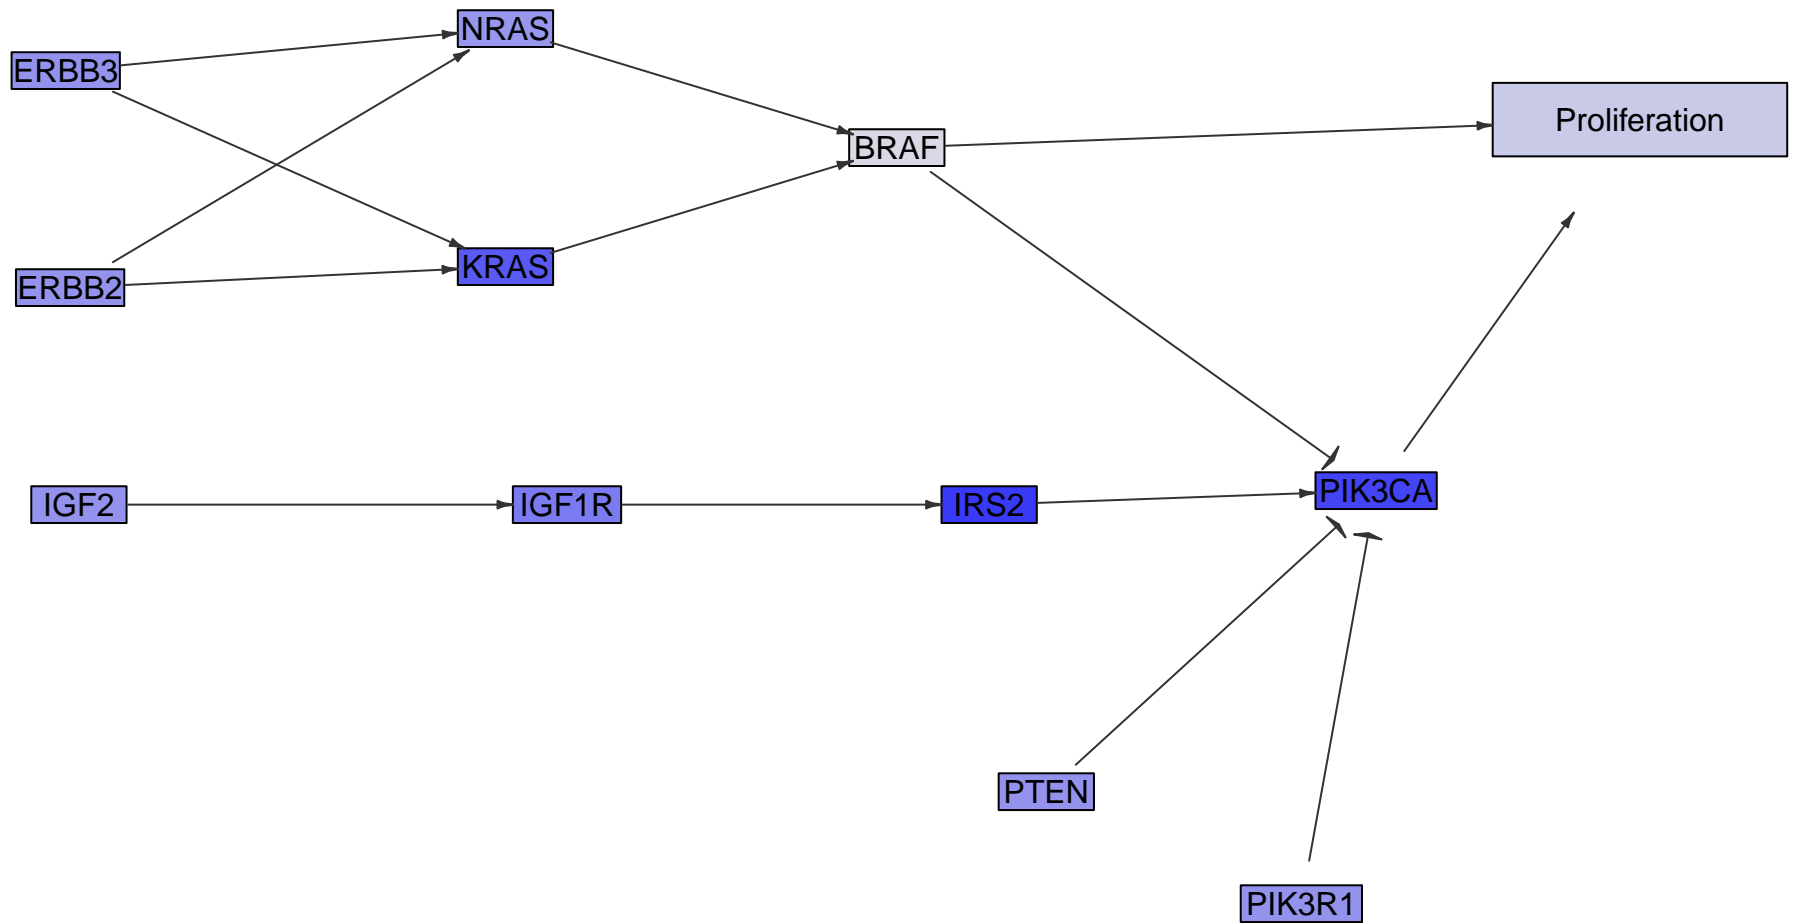 NRAS
ERBB3
Proliferation
BRAF
KRAS
ERBB2
PIK3CA
IGF2
IGF1R
IRS2
PTEN
PIK3R1